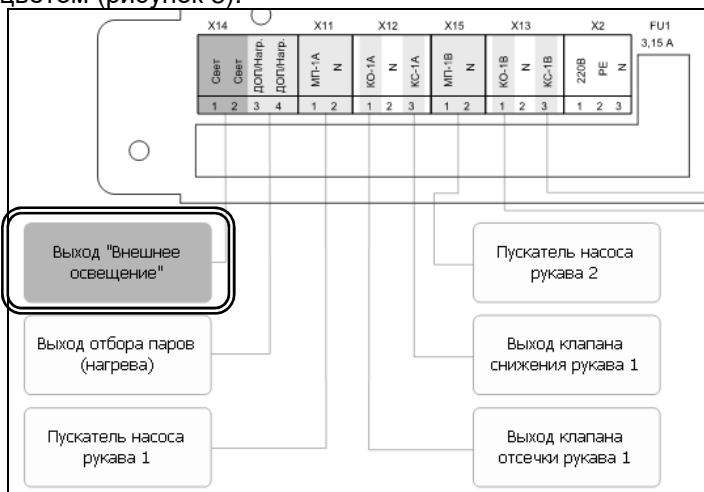 цветом (рисунок 3).
X14 X11 X12 X15 X13 X2 FU1
3,15 А
Свет Свет ДОП/Нагр. ДОП/Нагр. МП-1А N КО-1А N КС-1А МП-1В N КО-1В N КС-1В 220В PE N
1 2 3 4 1 2 1 2 3 1 2 1 2 3 1 2 3
Выход "Внешнее
освещение"
Пускатель насоса
рукава 2
Выход отбора паров
(нагрева)
Выход клапана
снижения рукава 1
Пускатель насоса
рукава 1
Выход клапана
отсечки рукава 1